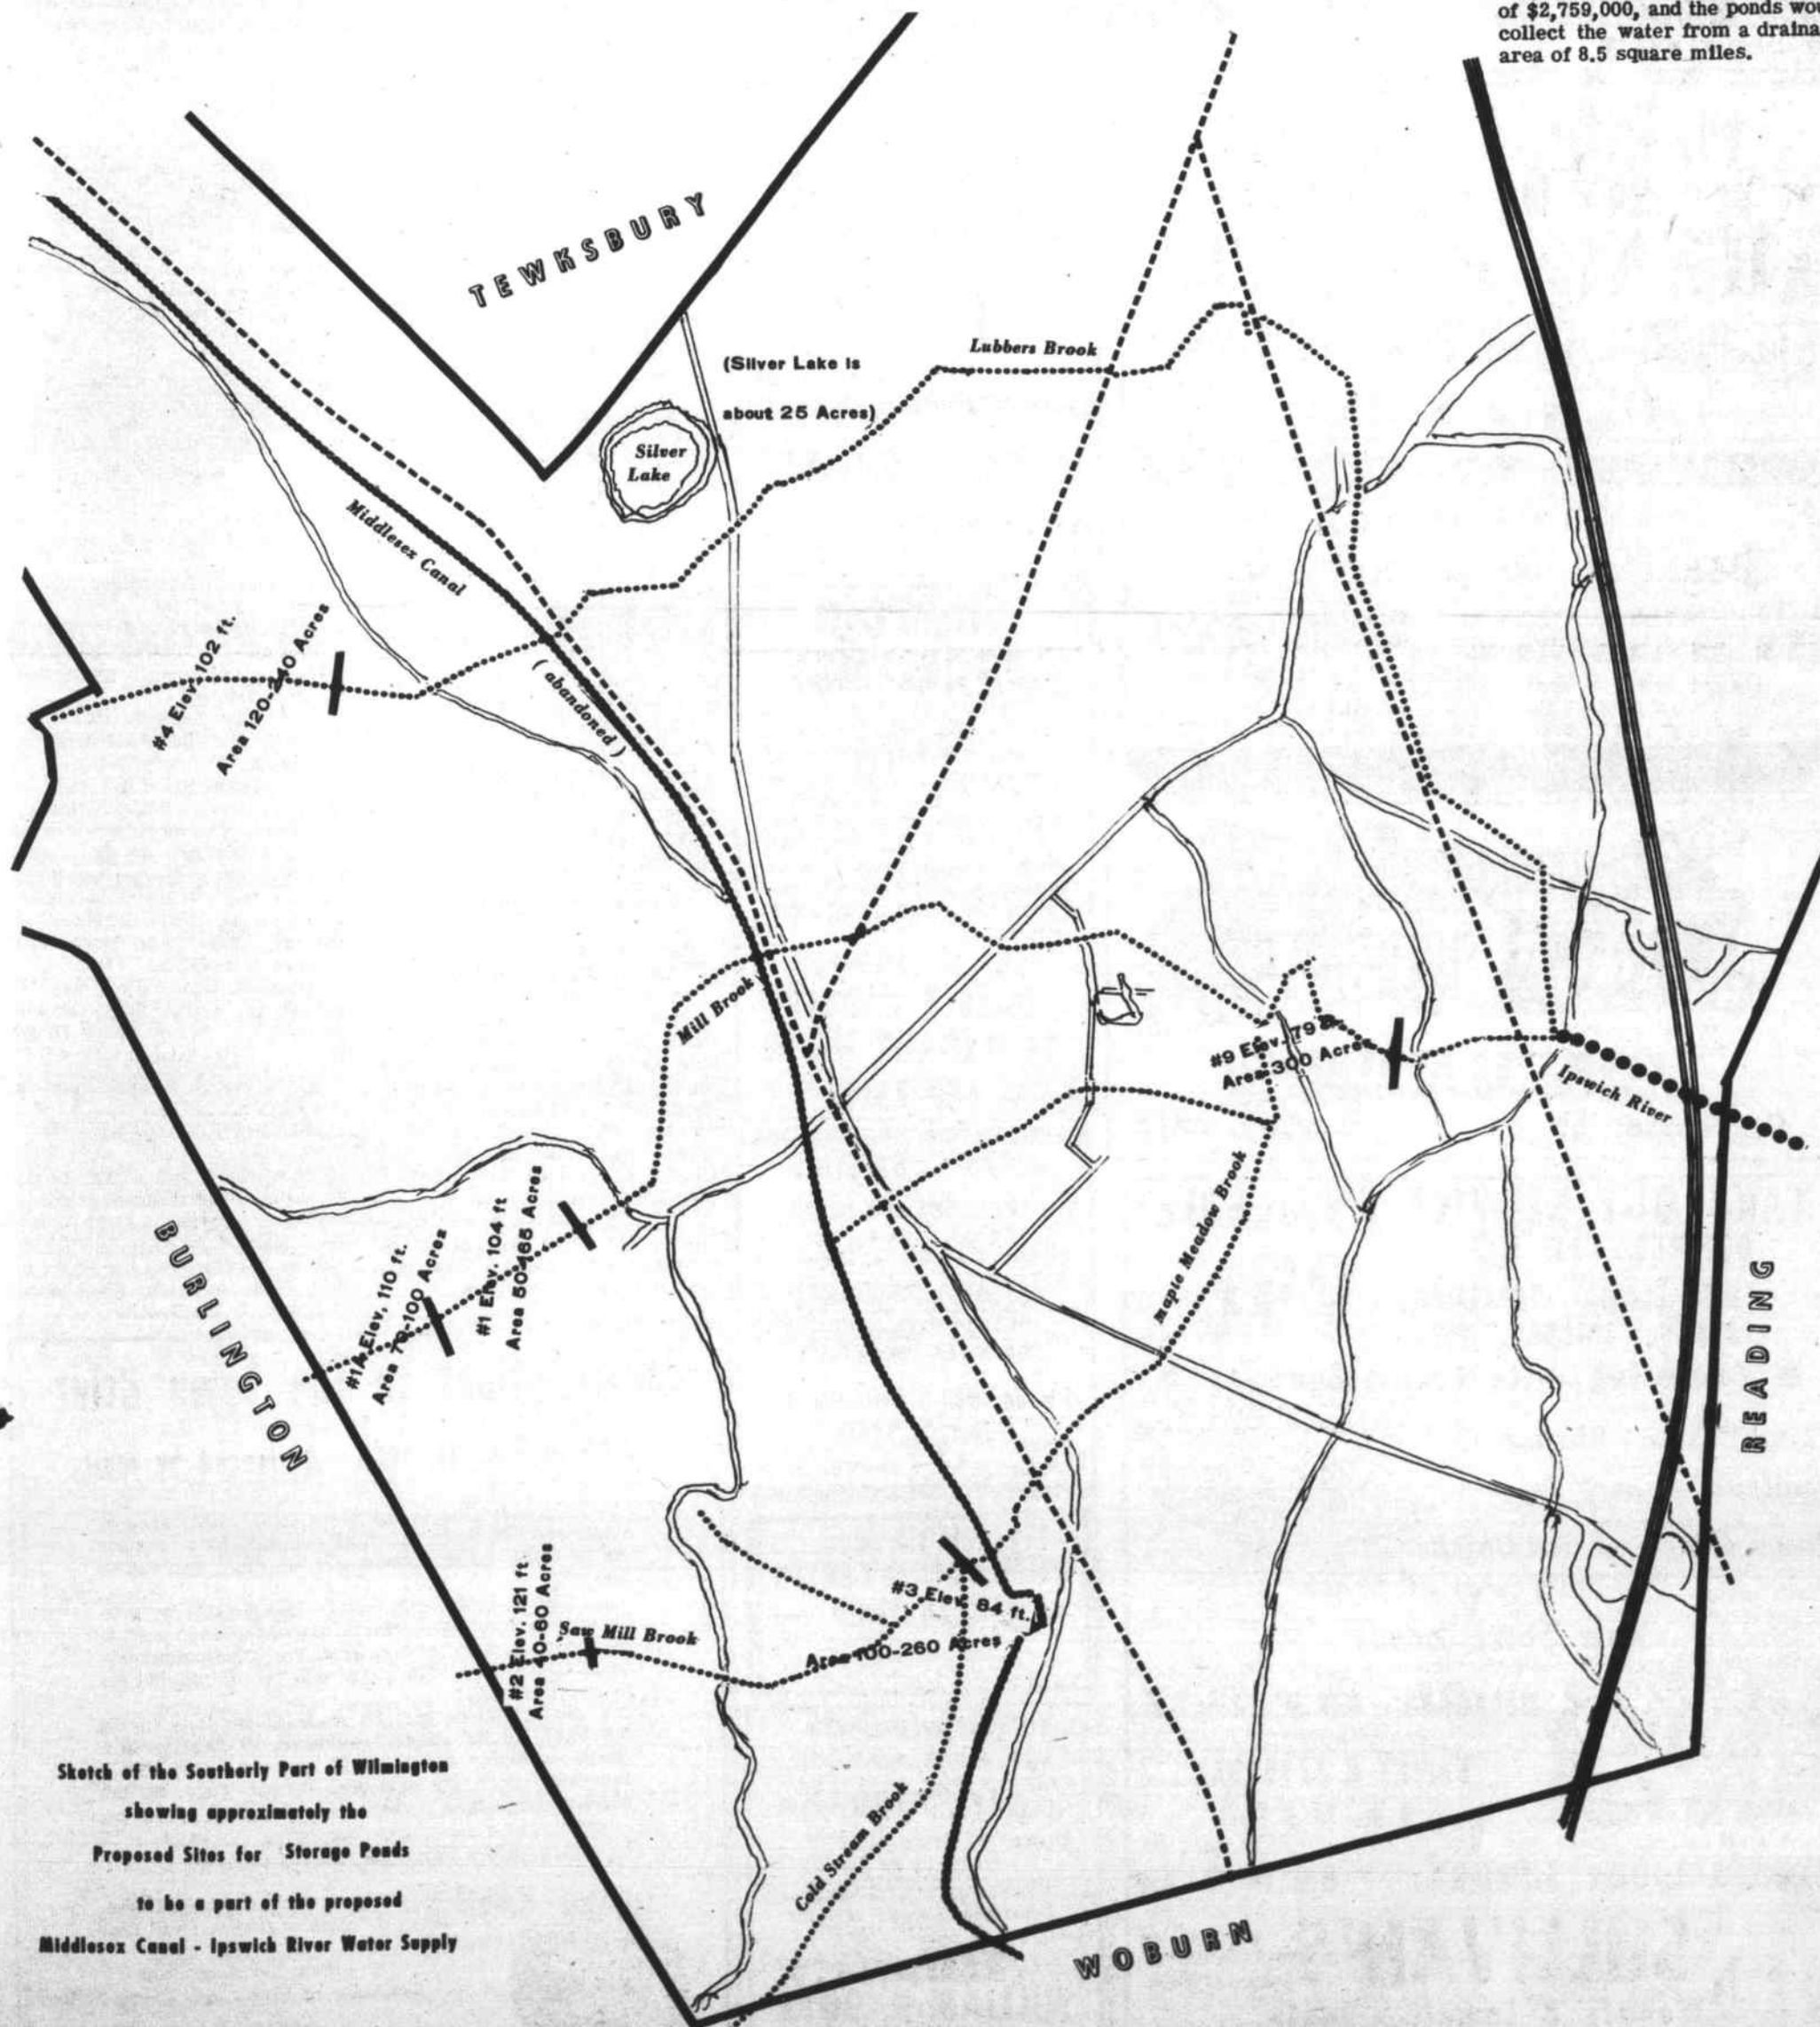 of $2,759,000, and the ponds
collect the water from a
area of 8.5 square miles.
TEWKSBURY
(Silver Lake is
about 25 Acres)
Lubbers Brook
Silver
Lake
Middlesex Canal
(abandoned)
#4 Elev. 102 ft.
Area 120-240 Acres
Mill Brook
#9 Elev. 79
Area 300 Acres
Ipswich River
Maple Meadow Brook
BURLINGTON
#1A Elev. 110 ft.
Area 70-100 Acres
#1 Elev. 104 ft
Area 50-165 Acres
READING
#2 Elev. 121 ft
Area 40-60 Acres
Saw Mill Brook
#3 Elev. 84 ft.
Area 100-260 Acres
Cold Stream Brook
WOBURN
Sketch of the Southerly Part of Wilmington
showing approximately the
Proposed Sites for Storage Ponds
to be a part of the proposed
Middlesex Canal - Ipswich River Water Supply